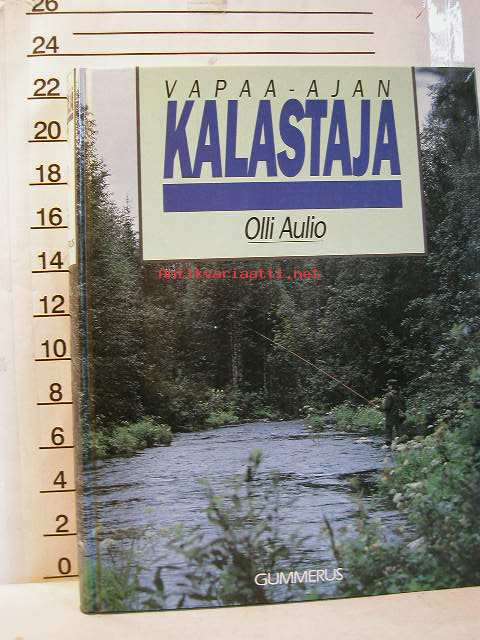 26
24
22
20
18
16
14
12
10
8
6
4
2
0
VAPAA-AJAN
KALASTAJA
Olli Aulio
Antikvariaatti.net
GUMMERUS